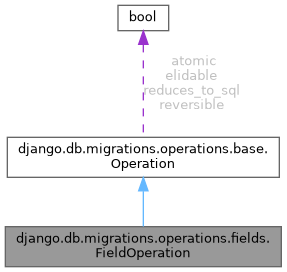 bool
atomic
elidable
reduces_to_sql
reversible
django.db.migrations.operations.base.
Operation
django.db.migrations.operations.fields.
FieldOperation